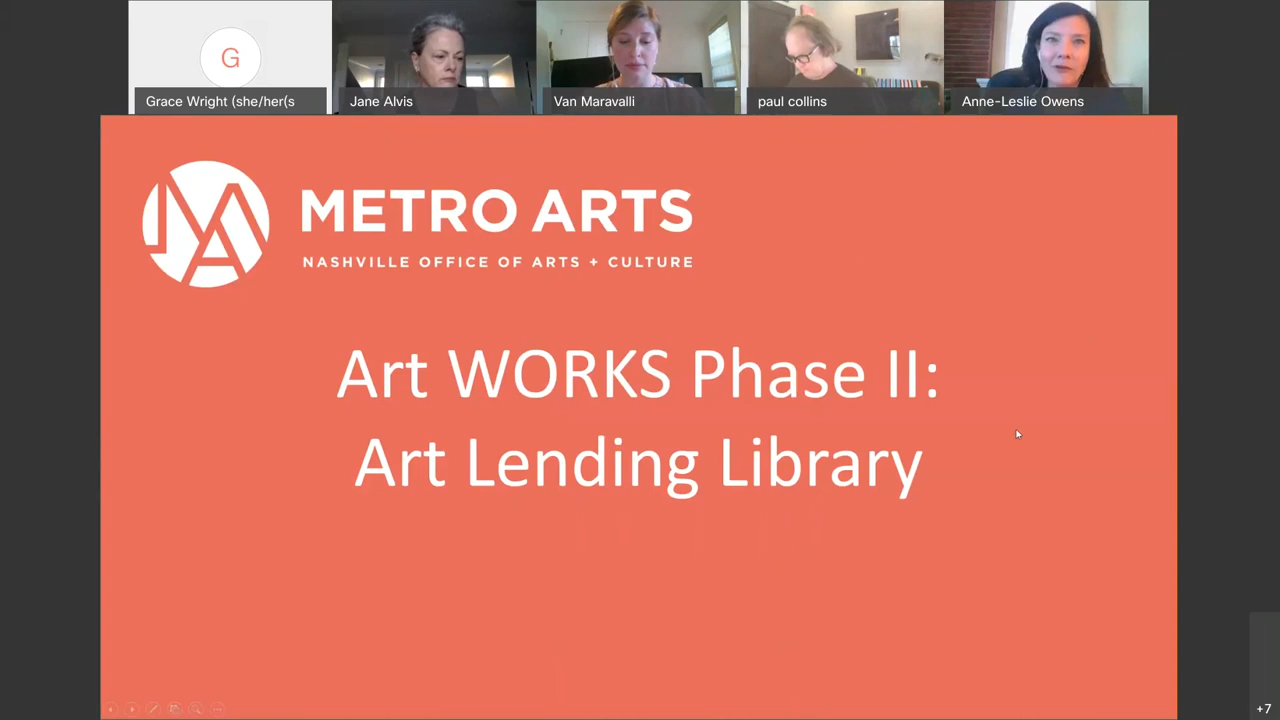 G
Grace Wright (she/her(s
Jane Alvis
Van Maravalli
paul collins
Anne-Leslie Owens
MA
METRO ARTS
NASHVILLE OFFICE OF ARTS + CULTURE
Art WORKS Phase II:
Art Lending Library
+7